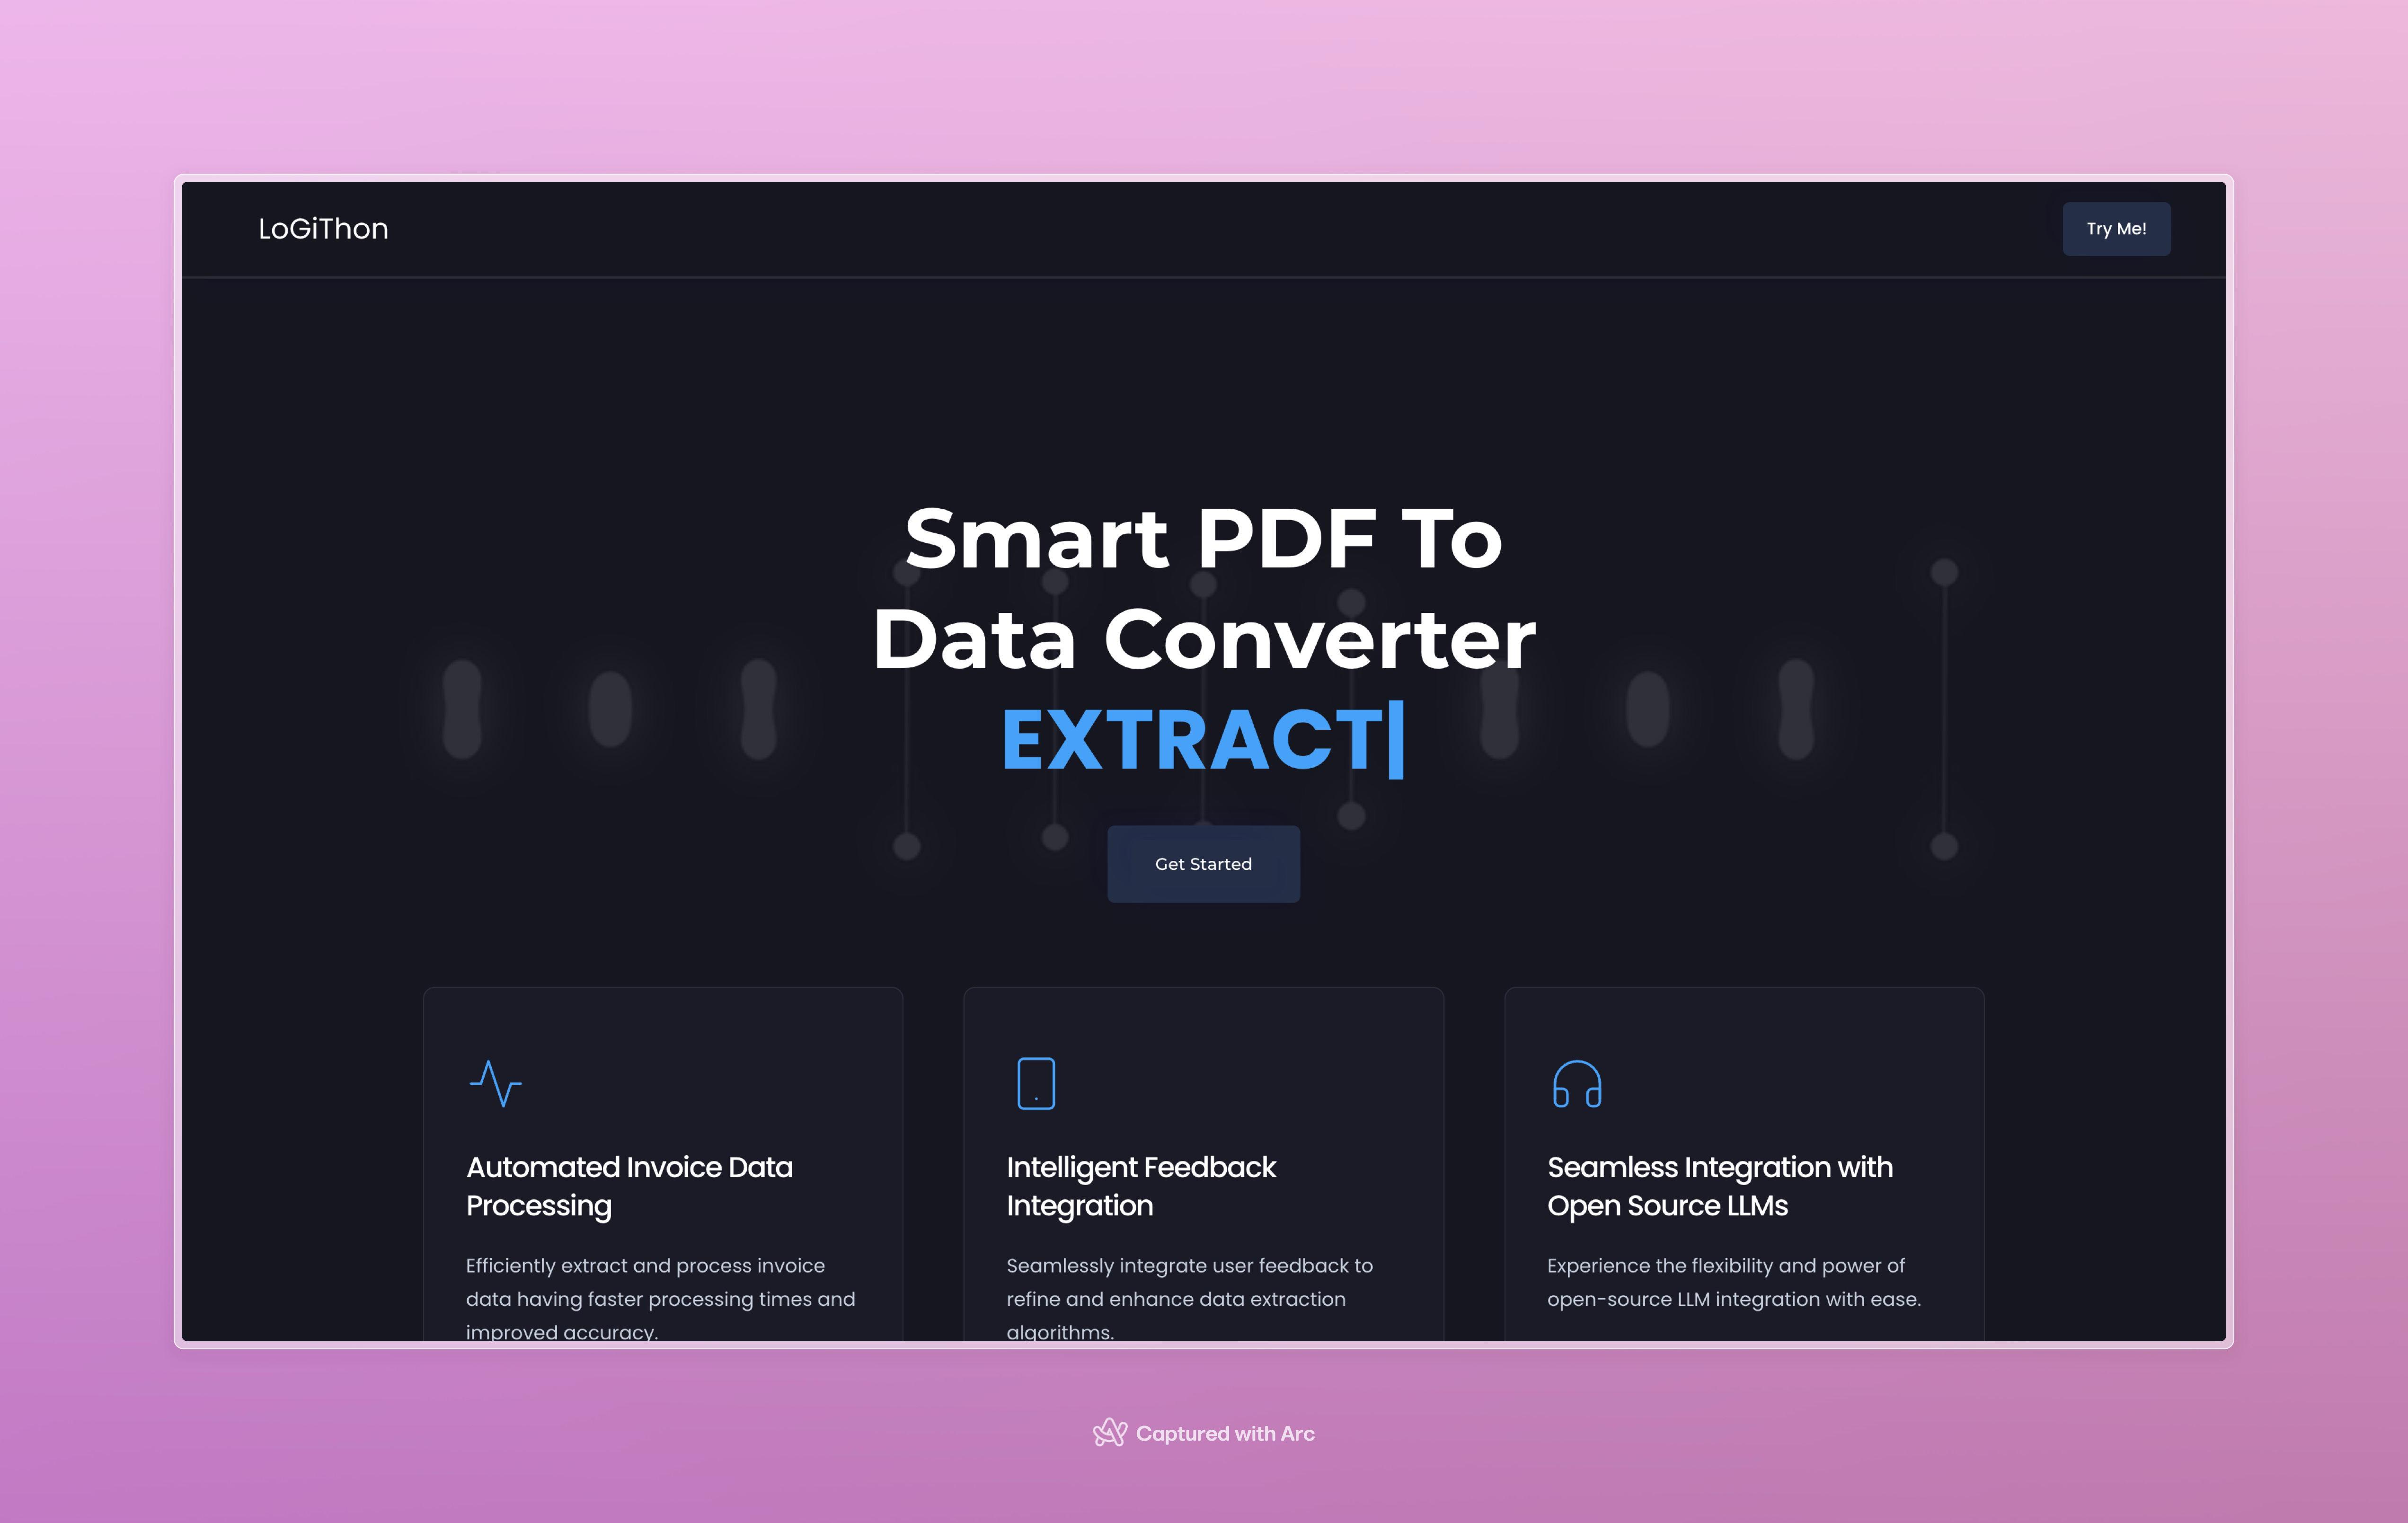 LoGiThon
Try Me!
Smart PDF To
Data Converter
EXTRACT|
Get Started
Automated Invoice Data
Processing
Efficiently extract and process invoice
data having faster processing times and
improved accuracy.
Intelligent Feedback
Integration
Seamlessly integrate user feedback to
refine and enhance data extraction
algorithms.
Seamless Integration with
Open Source LLMs
Experience the flexibility and power of
open-source LLM integration with ease.
Captured with Arc